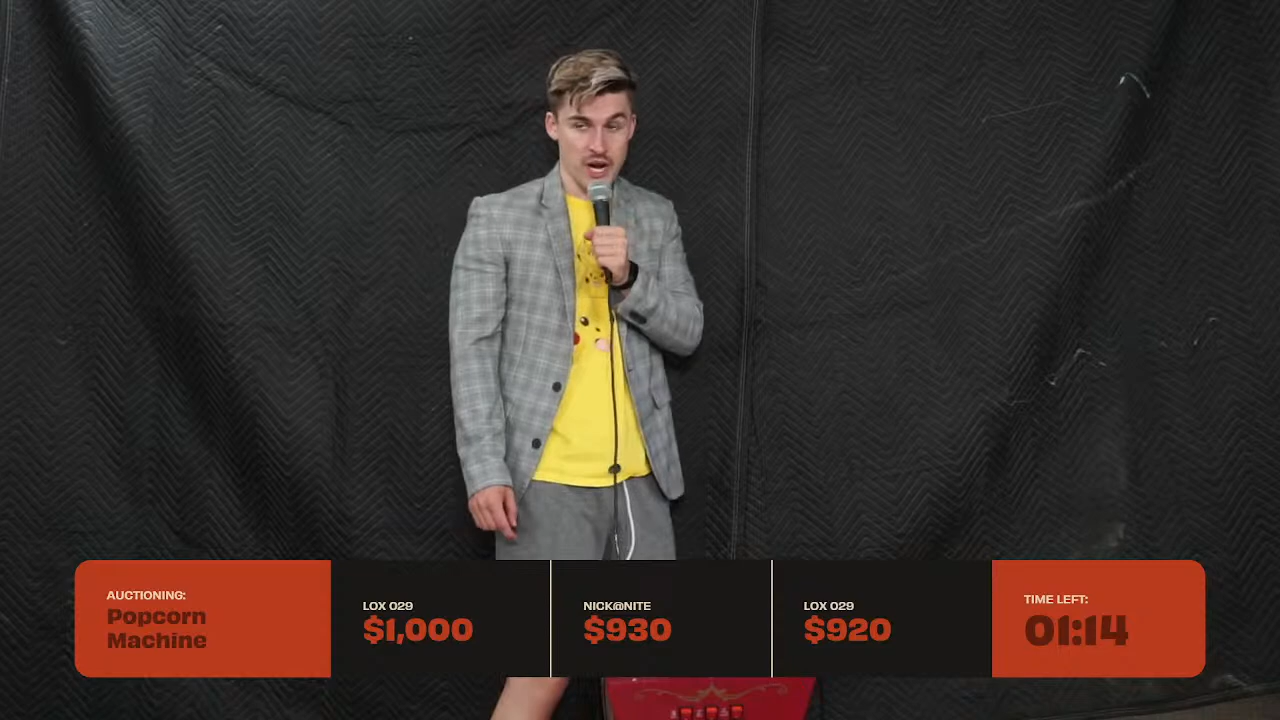 AUCTIONING:
Popcorn
Machine
LOX 029
$1,000
NICK@NITE
$930
LOX 029
$920
TIME LEFT:
01:14